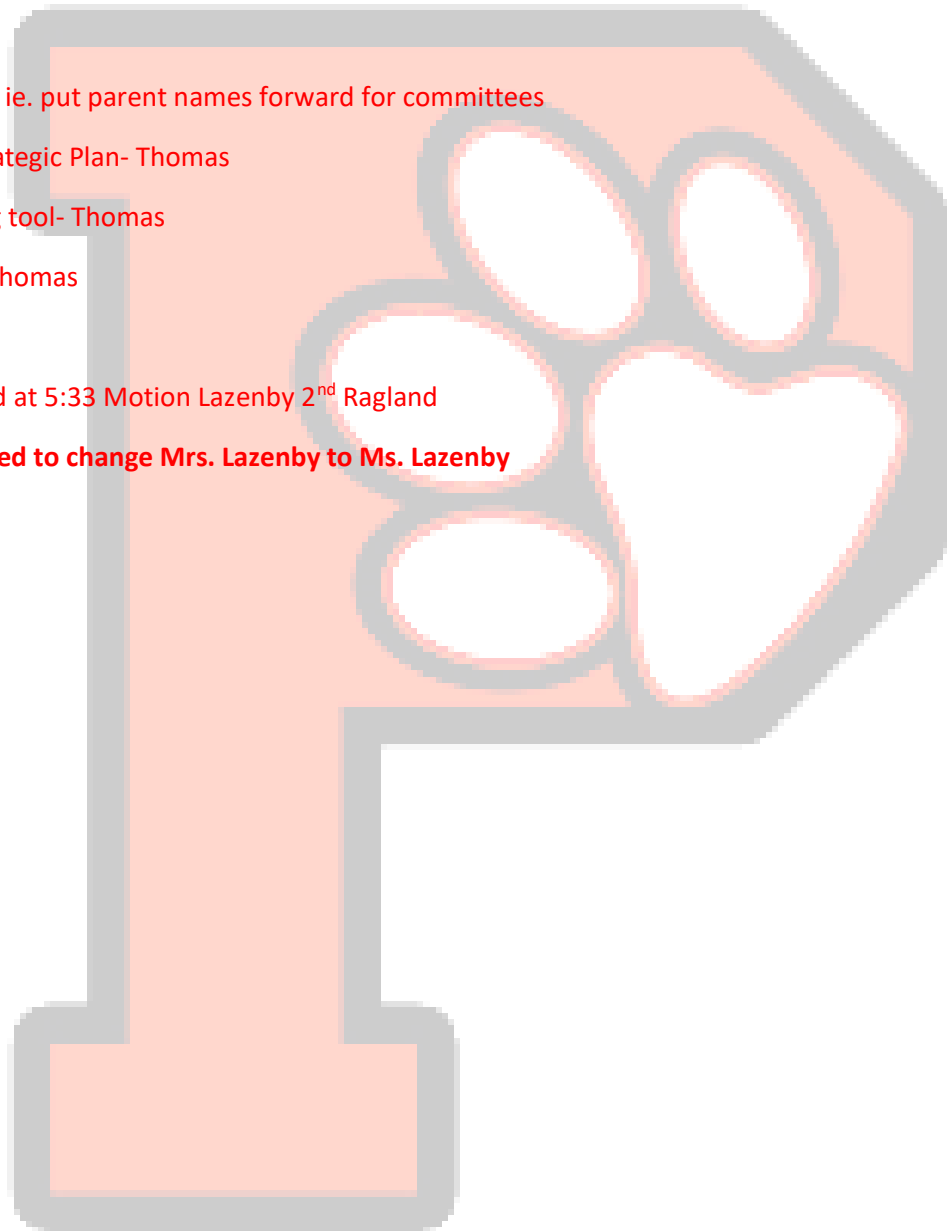 ie. put parent names forward for committees
ategic Plan- Thomas
tool- Thomas
homas
d at 5:33 Motion Lazenby 2nd Ragland
ed to change Mrs. Lazenby to Ms. Lazenby
P